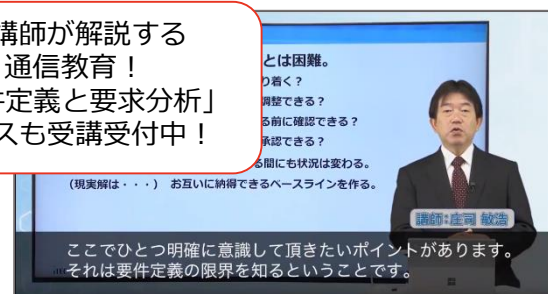 講師が解説する
通信教育!
件定義と要求分析」
スも受講受付中!
とは困難。
り着く?
調整できる?
る前に確認できる?
承認できる?
る間にも状況は変わる。
(現実解は・・・) お互いに納得できるベースラインを作る。
講師:庄司 敏浩
ここでひとつ明確に意識して頂きたいポイントがあります。
それは要件定義の限界を知るということです。